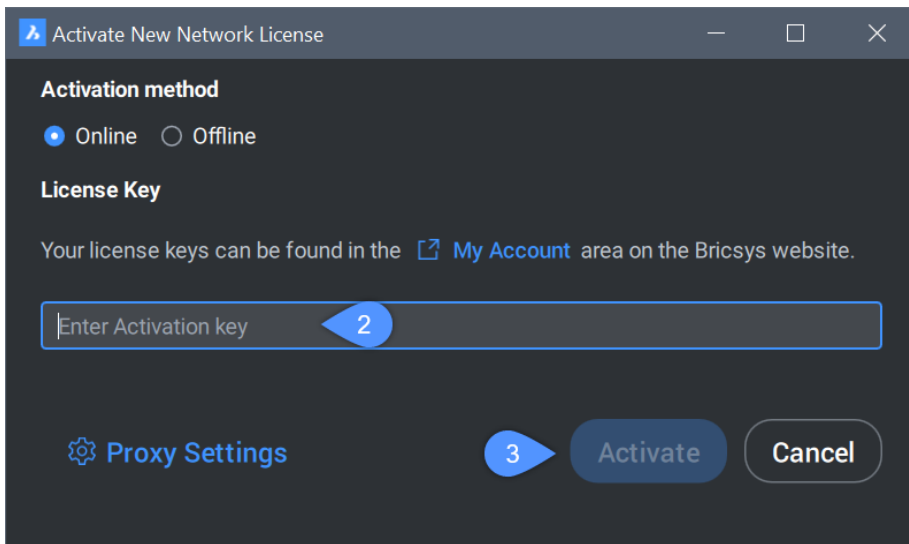 Activate New Network License
Activation method
Online Offline
License Key
Your license keys can be found in the My Account area on the Bricsys website.
Enter Activation key 2
Proxy Settings 3 Activate Cancel